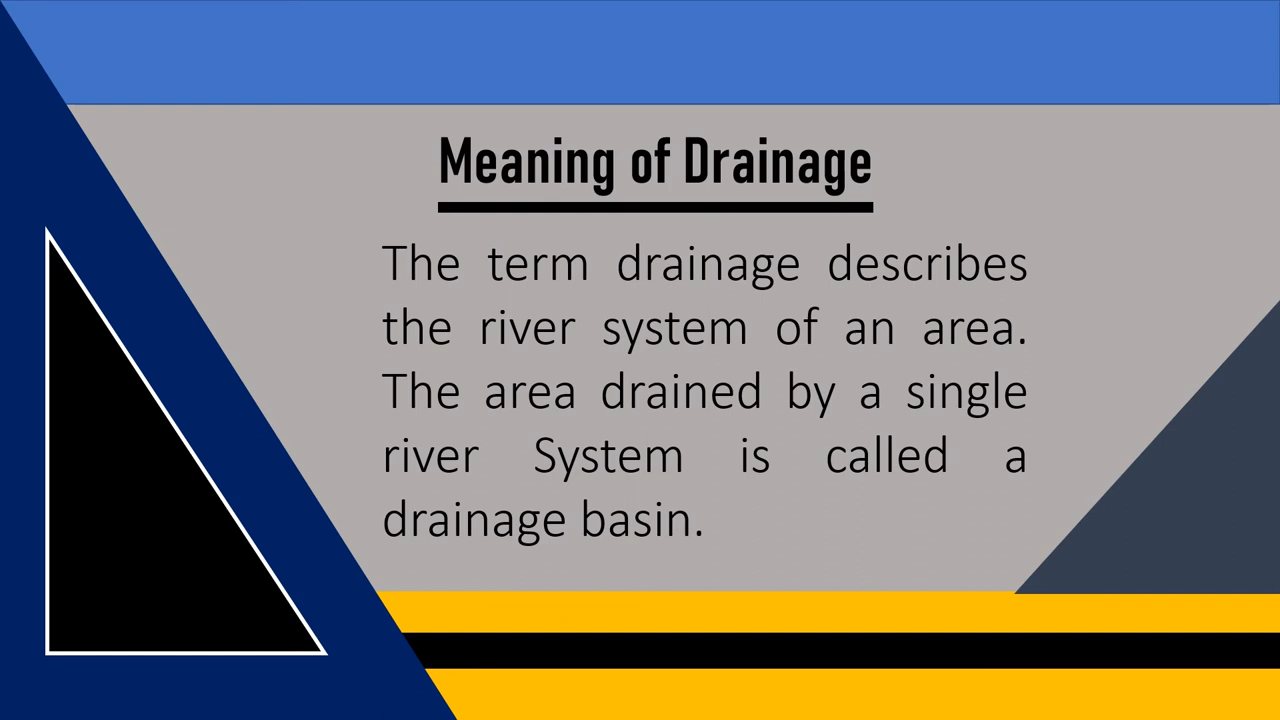 Meaning of Drainage
The term drainage describes
the river system of an area.
The area drained by a single
river System is called a
drainage basin.